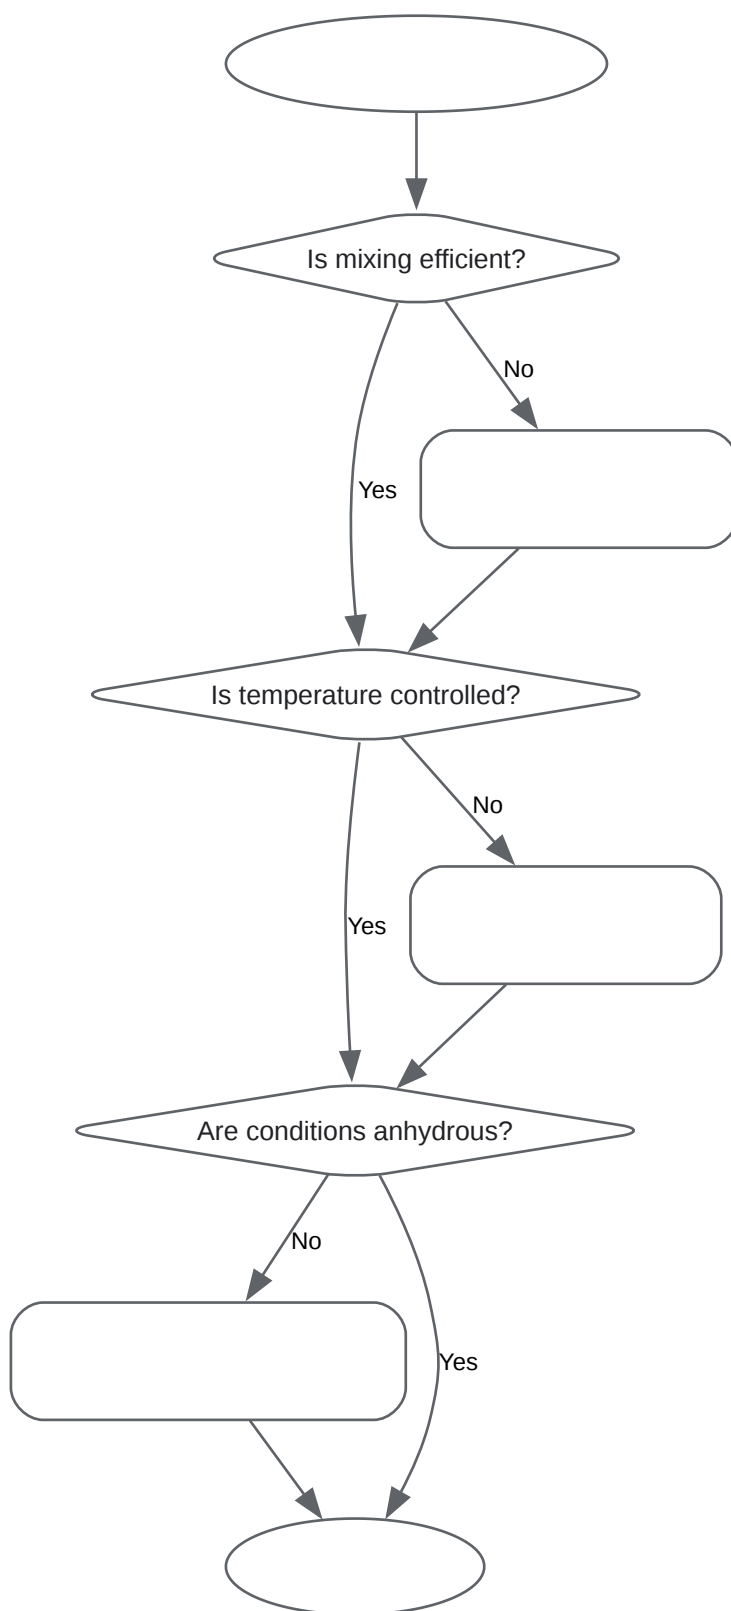 Is mixing efficient?
No
Yes
Is temperature controlled?
No
Yes
Are conditions anhydrous?
No
Yes